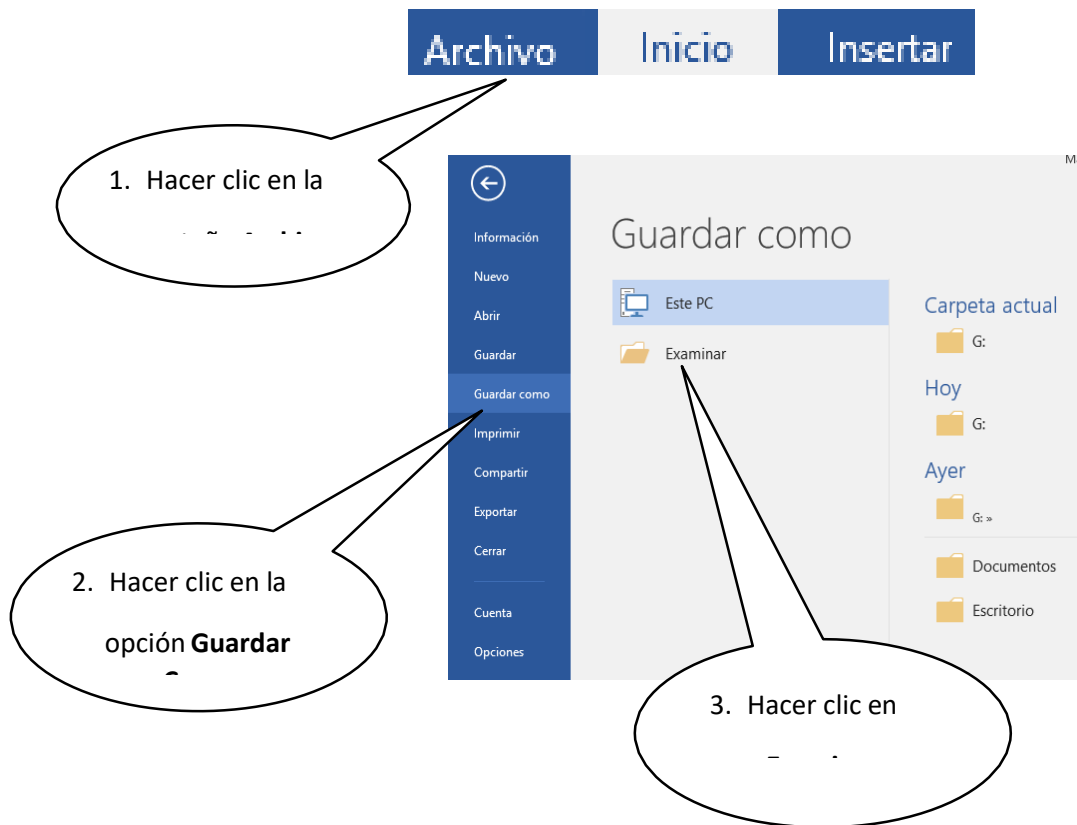 Archivo Inicio Insertar
1. Hacer clic en la
Información
Nuevo
Abrir
Guardar
Guardar como
Imprimir
Compartir
Exportar
Cerrar
Cuenta
Opciones
Guardar como
Este PC
Examinar
Carpeta actual
G:
Hoy
G:
Ayer
G: »
Documentos
Escritorio
2. Hacer clic en la
opción Guardar
3. Hacer clic en